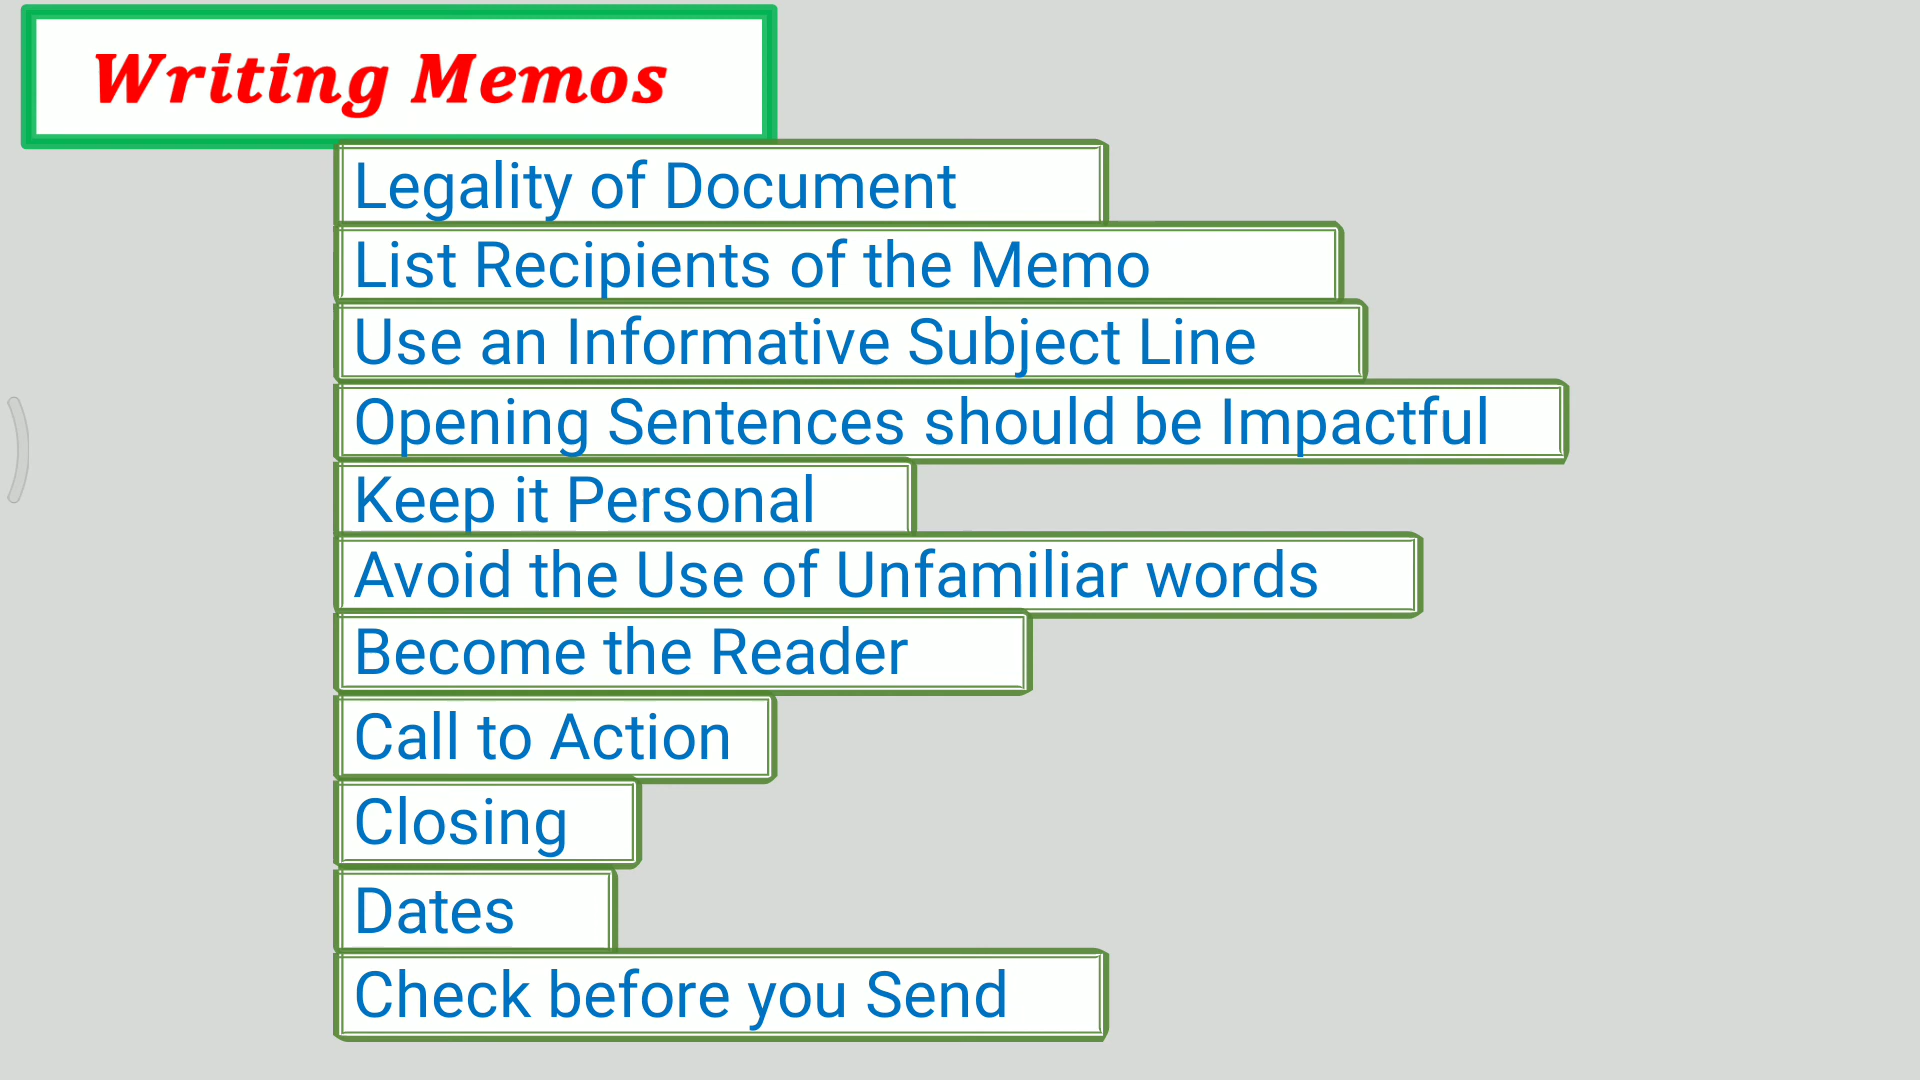 Writing Memos
Legality of Document
List Recipients of the Memo
Use an Informative Subject Line
Opening Sentences should be Impactful
Keep it Personal
Avoid the Use of Unfamiliar words
Become the Reader
Call to Action
Closing
Dates
Check before you Send